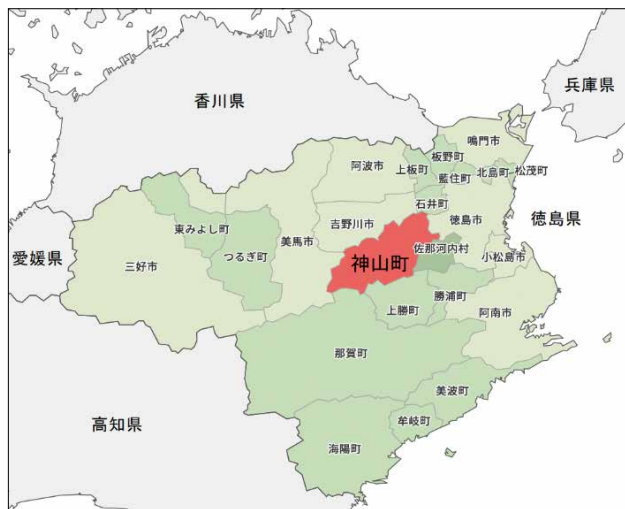 兵庫県
香川県
鳴門市
板野町
松茂町
阿波市
上板町
藍住町
北島町
石井町
徳島県
吉野川市
徳島市
東みよし町
美馬市
佐那河内村
小松島市
愛媛県
つるぎ町
三好市
神山町
勝浦町
上勝町
阿南市
那賀町
美波町
高知県
牟岐町
海陽町